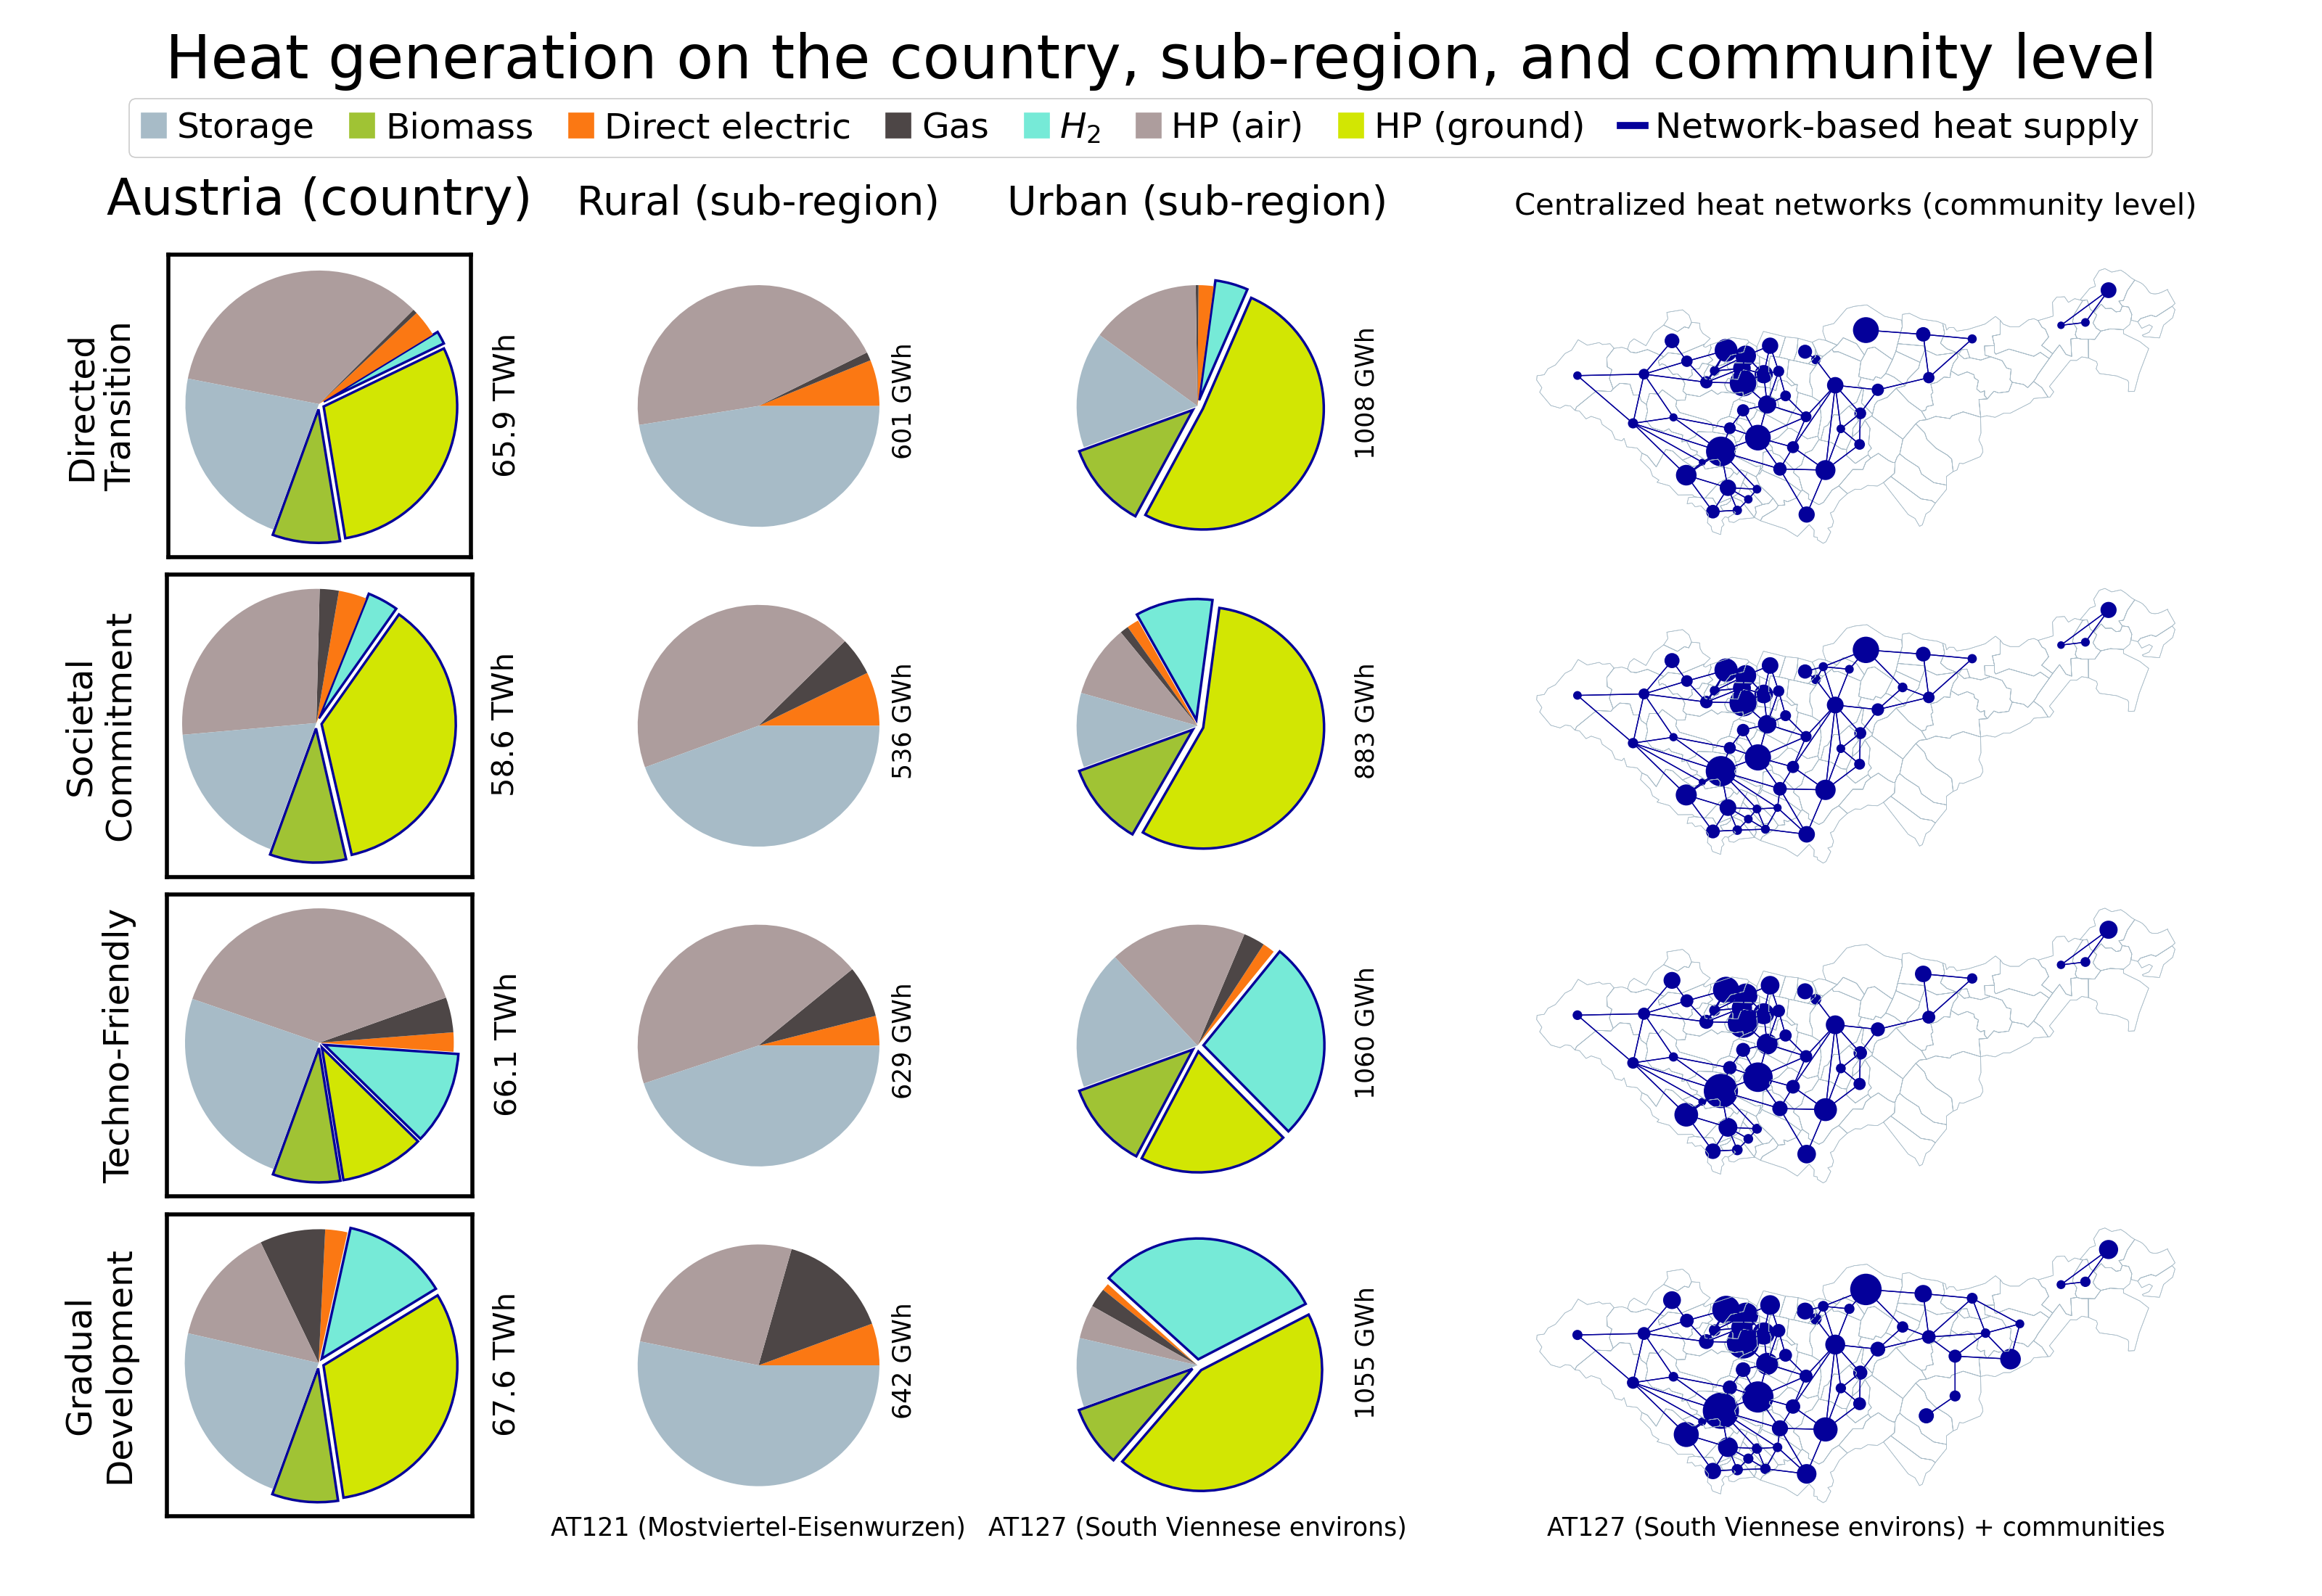 Heat generation on the country, sub-region, and community level
Storage Biomass Direct electric Gas H₂ HP (air) HP (ground) Network-based heat supply
Austria (country) Rural (sub-region) Urban (sub-region) Centralized heat networks (community level)
Directed
Transition
65.9 TWh
601 GWh
1008 GWh
Societal
Commitment
58.6 TWh
536 GWh
883 GWh
Techno-Friendly
66.1 TWh
629 GWh
1060 GWh
Gradual
Development
67.6 TWh
642 GWh
1055 GWh
AT121 (Mostviertel-Eisenwurzen) AT127 (South Viennese environs) AT127 (South Viennese environs) + communities